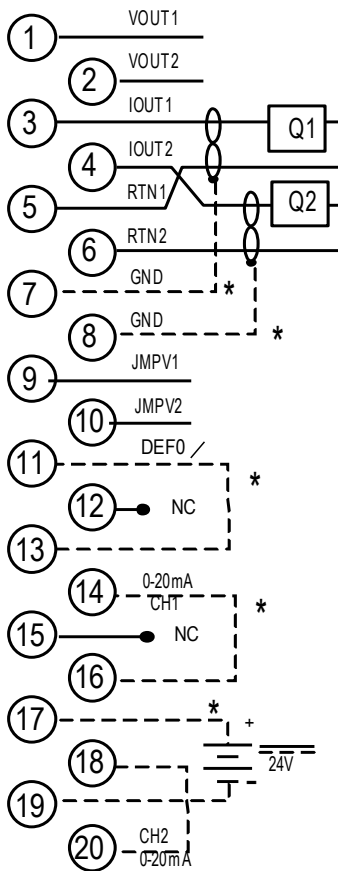 1 VOUT1
2 VOUT2
3 IOUT1 Q1
4 IOUT2
5 RTN1 Q2
6 RTN2
7 GND *
8 GND *
9 JMPV1
10 JMPV2
11 DEF0 /
*
12 NC
13
14 0-20mA
CH1 *
15 NC
16
17 * +
18 24V
19 -
20 CH2
0-20mA